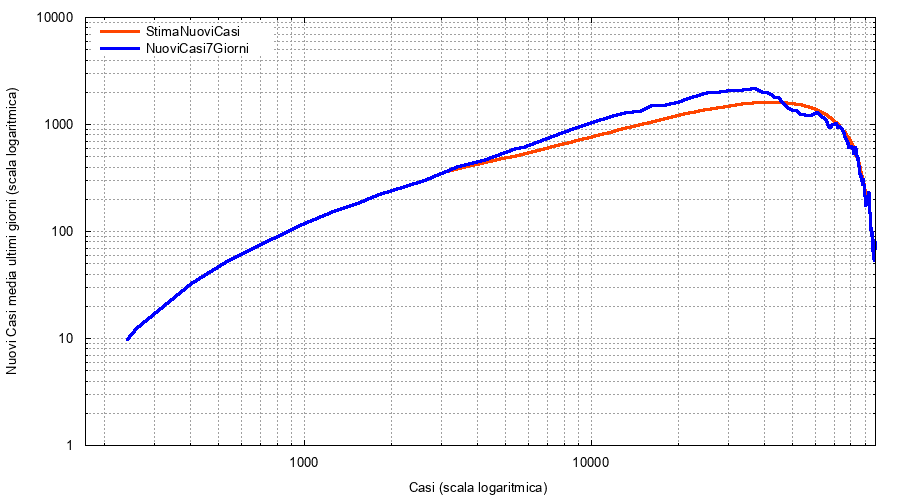 10000
1000
100
10
1
StimaNuoviCasi
NuoviCasi7Giorni
Nuovi Casi media ultimi giorni (scala logaritmica)
1000 10000
Casi (scala logaritmica)